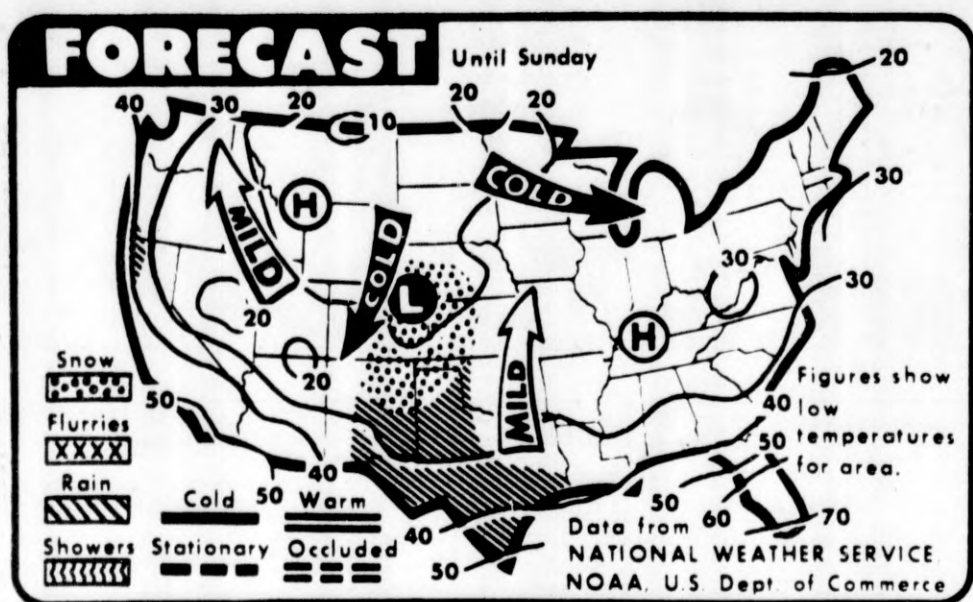 FORECAST
Until Sunday
40 30 20 10 20 20 20
COLD
30
H
MILD
COLD
L
30
30
20
H
20
MILD
Snow
Flurries
Rain
Showers
50
40
50
Cold Warm
Stationary Occluded
40
50
Figures show
40 low
50 temperatures
for area.
50 60 70
Data from
NATIONAL WEATHER SERVICE,
NOAA, U.S. Dept. of Commerce